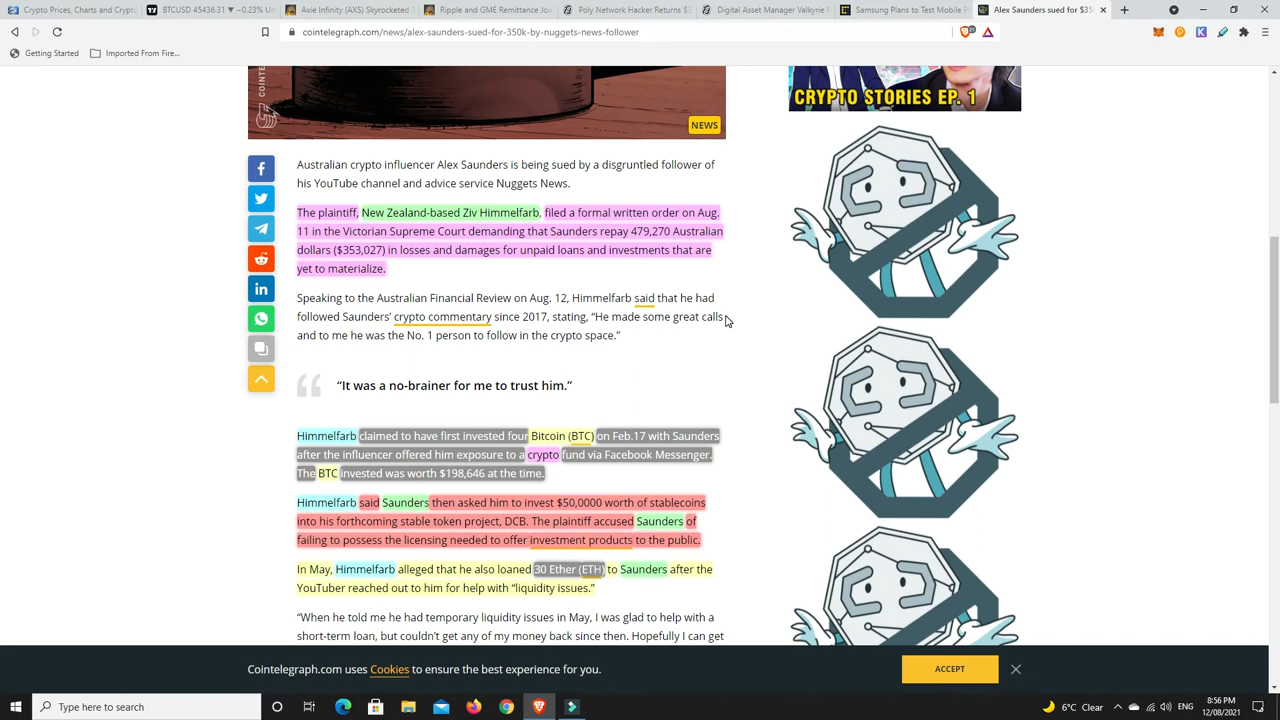 Crypto Prices, Charts and Crypto
BTCUSD 45436.31 ▼ +0.23% Un
Axie Infinity (AXS) Skyrocketed
Ripple and GME Remittance Join
Poly Network Hacker Returns $2
Digital Asset Manager Valkyrie F
Samsung Plans to Test Mobile P
Alex Saunders sued for $35
cointelegraph.com/news/alex-saunders-sued-for-350k-by-nuggets-news-follower
Getting Started
Imported From Fire...
COINTE
NEWS
CRYPTO STORIES EP. 1
Australian crypto influencer Alex Saunders is being sued by a disgruntled follower of
his YouTube channel and advice service Nuggets News.
The plaintiff, New Zealand-based Ziv Himmelfarb, filed a formal written order on Aug.
11 in the Victorian Supreme Court demanding that Saunders repay 479,270 Australian
dollars ($353,027) in losses and damages for unpaid loans and investments that are
yet to materialize.
Speaking to the Australian Financial Review on Aug. 12, Himmelfarb said that he had
followed Saunders’ crypto commentary since 2017, stating, “He made some great calls
and to me he was the No. 1 person to follow in the crypto space.”
“It was a no-brainer for me to trust him.”
Himmelfarb claimed to have first invested four Bitcoin (BTC) on Feb.17 with Saunders
after the influencer offered him exposure to a crypto fund via Facebook Messenger.
The BTC invested was worth $198,646 at the time.
Himmelfarb said Saunders then asked him to invest $50,0000 worth of stablecoins
into his forthcoming stable token project, DCB. The plaintiff accused Saunders of
failing to possess the licensing needed to offer investment products to the public.
In May, Himmelfarb alleged that he also loaned 30 Ether (ETH) to Saunders after the
YouTuber reached out to him for help with “liquidity issues.”
“When he told me he had temporary liquidity issues in May, I was glad to help with a
short-term loan, but couldn’t get any of my money back since then. Hopefully I can get
Cointelegraph.com uses Cookies to ensure the best experience for you.
ACCEPT
Type here to search
6°C Clear
ENG
8:56 PM
12/08/2021